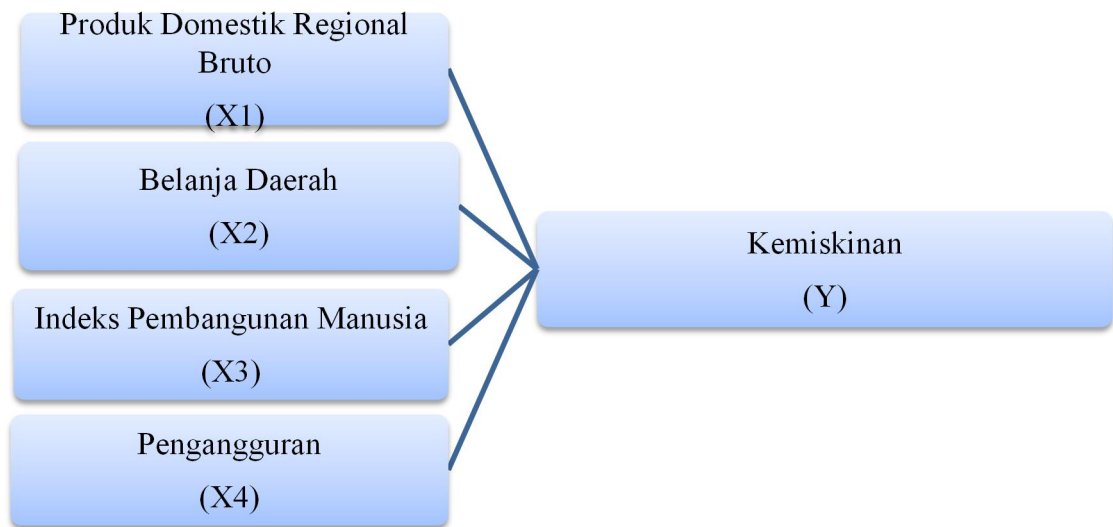 Produk Domestik Regional
Bruto
(X1)
Belanja Daerah
(X2)
Indeks Pembangunan Manusia
(X3)
Pengangguran
(X4)
Kemiskinan
(Y)